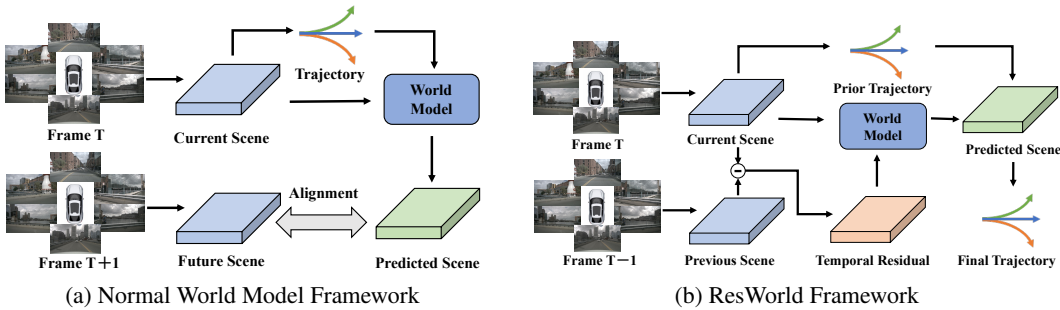 Frame T
Current Scene
Trajectory
World
Model
Frame T+1
Future Scene
Alignment
Predicted Scene
(a) Normal World Model Framework
Frame T
Current Scene
Prior Trajectory
World
Model
Predicted Scene
Frame T−1
Previous Scene
Temporal Residual
Final Trajectory
(b) ResWorld Framework